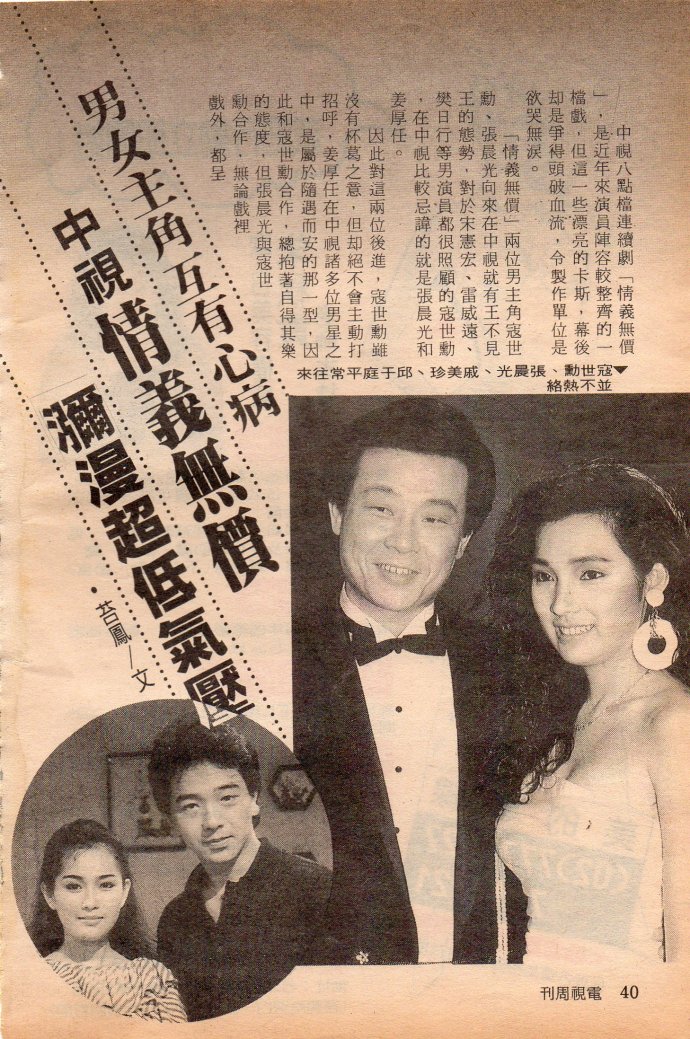 男女主角互有心病
中視情義無價
瀰漫超低氣壓
•苔鳳／文
中視八點檔連續劇「情義無價
」，是近年來演員陣容較整齊的一
檔戲，但這一些漂亮的卡斯，幕後
却是爭得頭破血流，令製作單位是
欲哭無淚。
「情義無價」兩位男主角寇世
勳、張晨光向來在中視就有王不見
王的態勢，對於宋憲宏、雷威遠、
樊日行等男演員都很照顧的寇世勳
，在中視比較忌諱的就是張晨光和
姜厚任。
因此對這兩位後進，寇世勳雖
沒有杯葛之意，但却絕不會主動打
招呼，姜厚任在中視諸多位男星之
中，是屬於隨遇而安的那一型，因
此和寇世勳合作，總抱著自得其樂
的態度，但張晨光與寇世
勳合作，無論戲裡
戲外，都呈
▼寇世勳、張晨光、戚美珍、邱于庭平常往來
並不熱絡
電視周刊 40